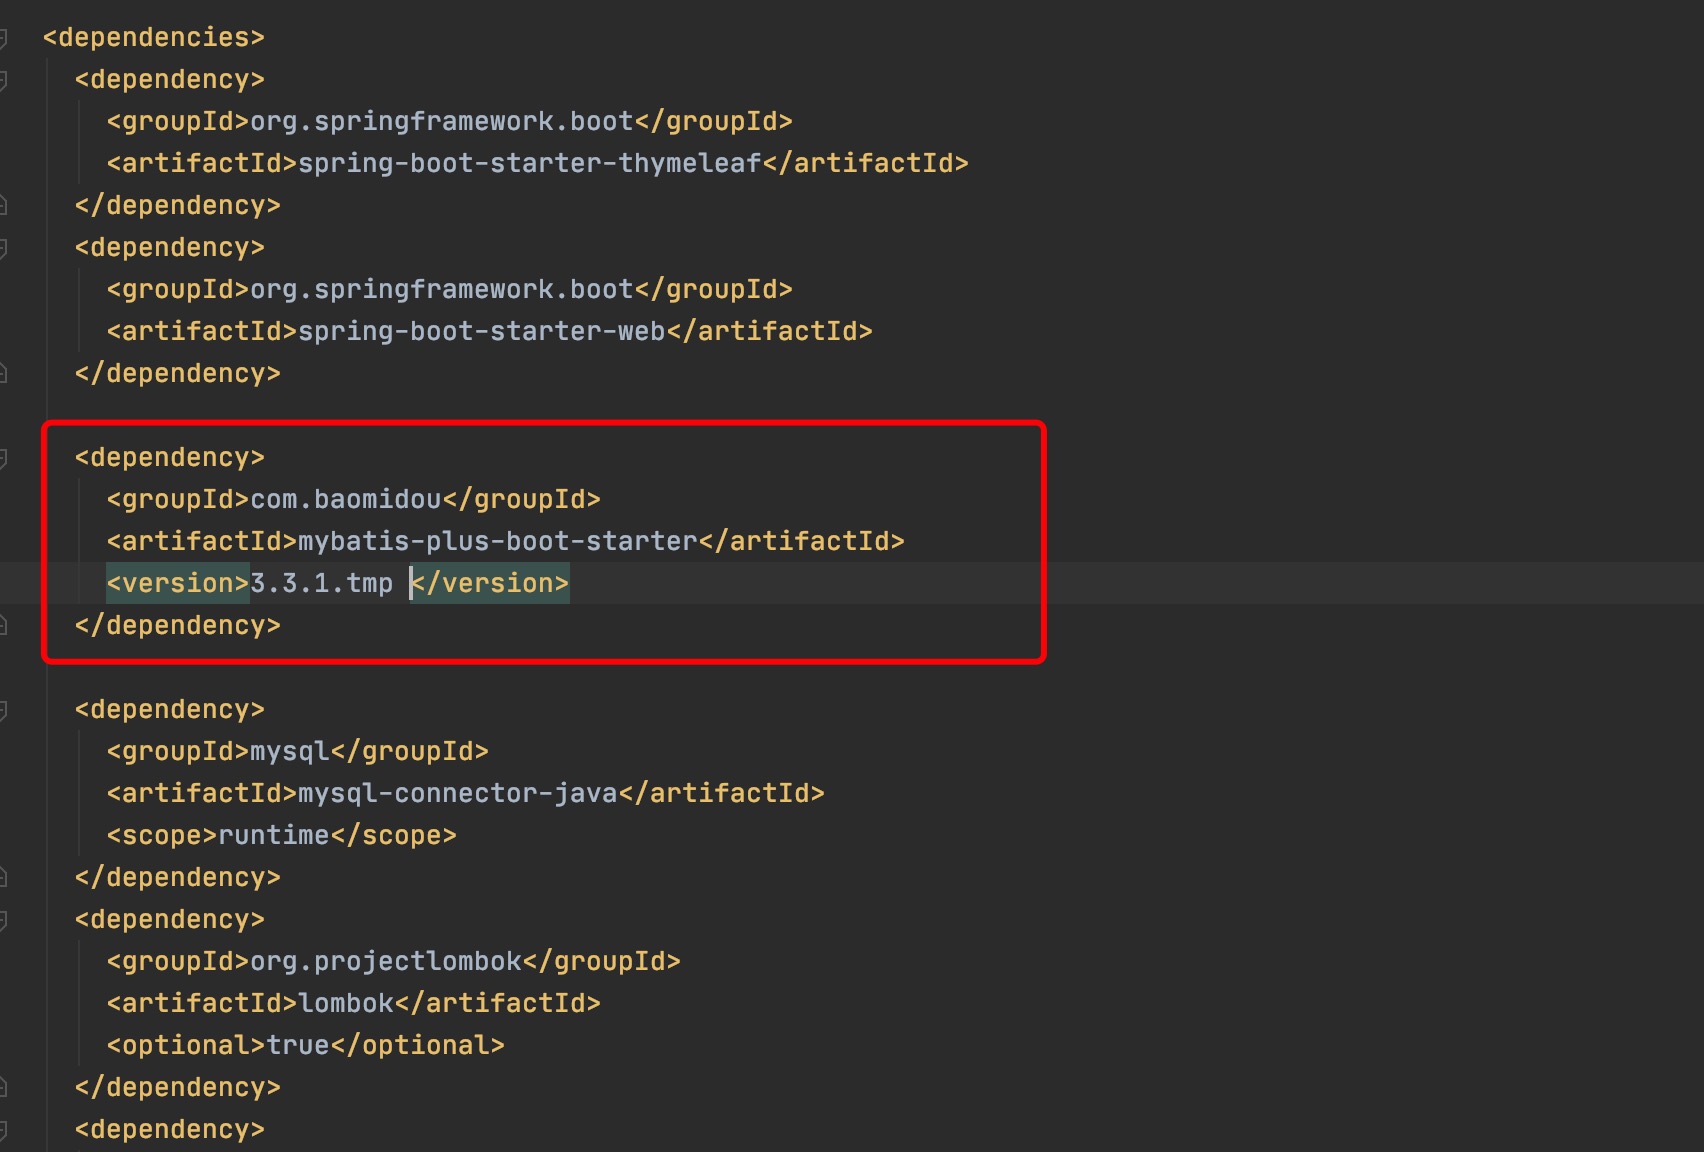 <dependencies>
<dependency>
<groupId>org.springframework.boot</groupId>
<artifactId>spring-boot-starter-thymeleaf</artifactId>
</dependency>
<dependency>
<groupId>org.springframework.boot</groupId>
<artifactId>spring-boot-starter-web</artifactId>
</dependency>
<dependency>
<groupId>com.baomidou</groupId>
<artifactId>mybatis-plus-boot-starter</artifactId>
<version>3.3.1.tmp </version>
</dependency>
<dependency>
<groupId>mysql</groupId>
<artifactId>mysql-connector-java</artifactId>
<scope>runtime</scope>
</dependency>
<dependency>
<groupId>org.projectlombok</groupId>
<artifactId>lombok</artifactId>
<optional>true</optional>
</dependency>
<dependency>